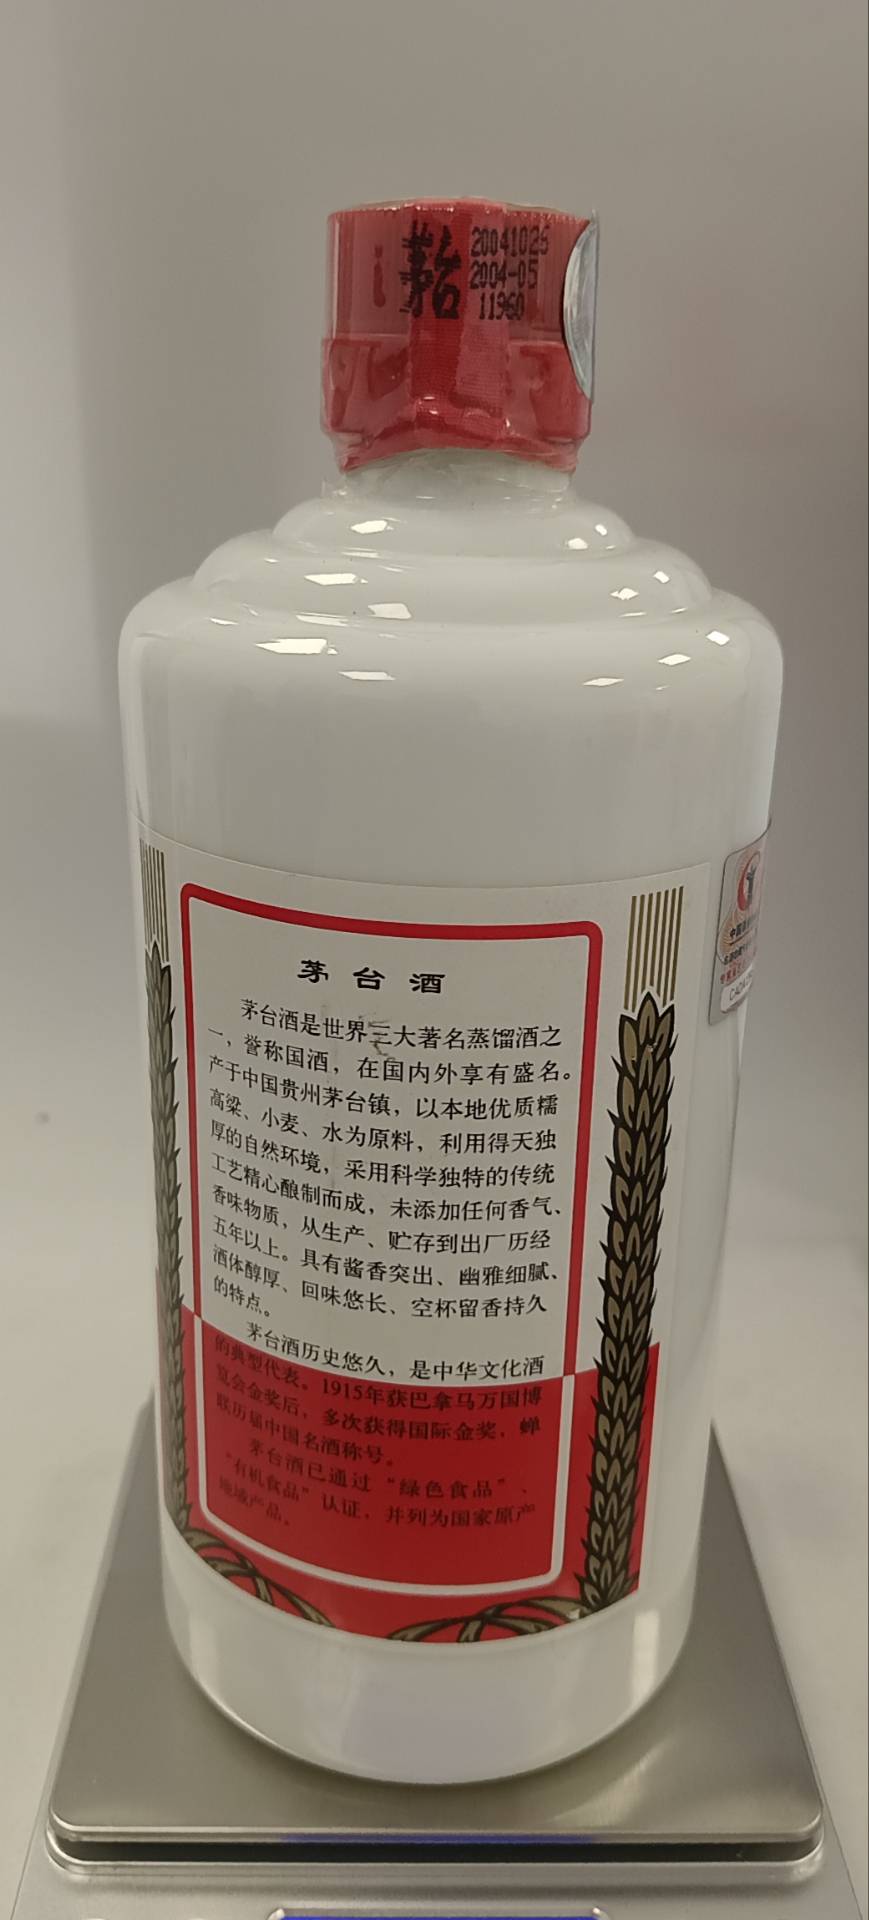 茅台
20041026
2004-05
11960
茅台酒
茅台酒是世界三大著名蒸馏酒之
一，誉称国酒，在国内外享有盛名。
产于中国贵州茅台镇，以本地优质糯
高粱、小麦、水为原料，利用得天独
厚的自然环境，采用科学独特的传统
工艺精心酿制而成，未添加任何香气、
香味物质，从生产、贮存到出厂历经
五年以上。具有酱香突出、幽雅细腻、
酒体醇厚、回味悠长、空杯留香持久
的特点。
茅台酒历史悠久，是中华文化酒
的典型代表。1915年获巴拿马万国博
览会金奖后，多次获得国际金奖，蝉
联历届中国名酒称号。
茅台酒已通过“绿色食品”、
“有机食品”认证，并列为国家原产
地域产品。